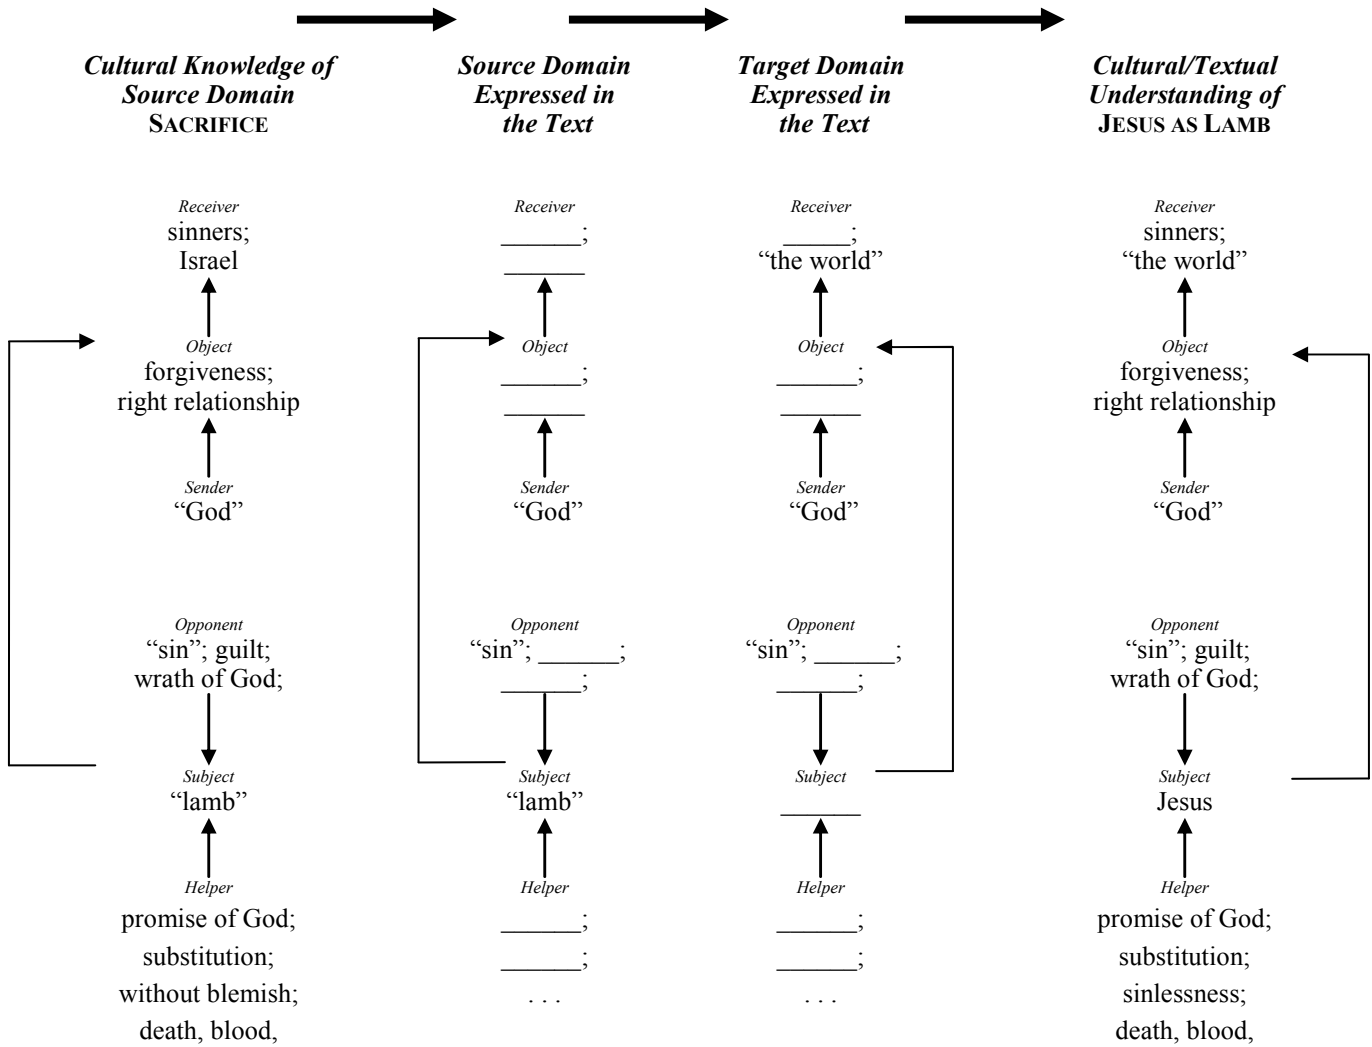 Cultural Knowledge of
Source Domain
SACRIFICE
Receiver
sinners;
Israel
Object
forgiveness;
right relationship
Sender
“God”
Opponent
“sin”; guilt;
wrath of God;
Subject
“lamb”
Helper
promise of God;
substitution;
without blemish;
death, blood,
Source Domain
Expressed in
the Text
Receiver
______;
______
Object
______;
______
Sender
“God”
Opponent
“sin”; ______;
______;
Subject
“lamb”
Helper
______;
______;
. . .
Target Domain
Expressed in
the Text
Receiver
_____;
“the world”
Object
______;
______
Sender
“God”
Opponent
“sin”; ______;
______;
Subject
______
Helper
______;
______;
. . .
Cultural/Textual
Understanding of
JESUS AS LAMB
Receiver
sinners;
“the world”
Object
forgiveness;
right relationship
Sender
“God”
Opponent
“sin”; guilt;
wrath of God;
Subject
Jesus
Helper
promise of God;
substitution;
sinlessness;
death, blood,